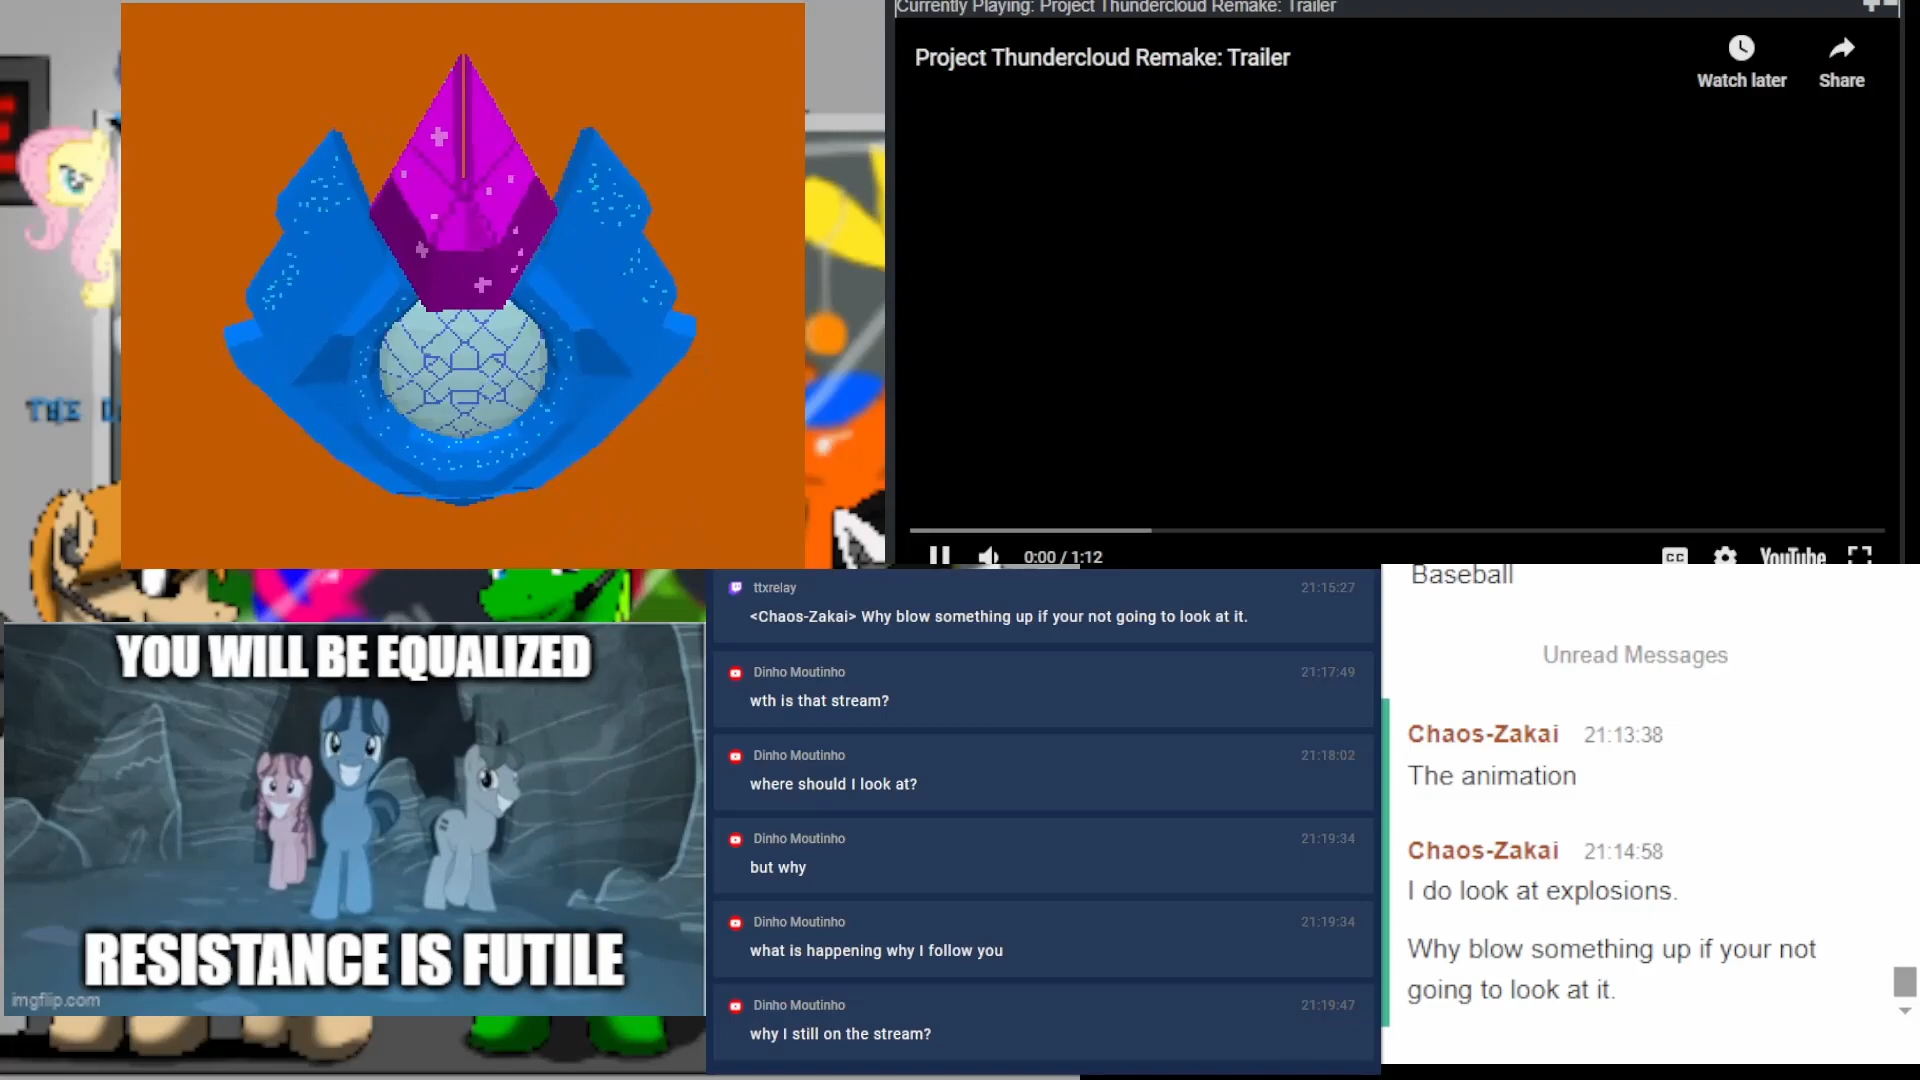 Currently Playing: Project Thundercloud Remake: Trailer
Project Thundercloud Remake: Trailer
Watch later
Share
0:00 / 1:12
CC
YouTube
THE
YOU WILL BE EQUALIZED
RESISTANCE IS FUTILE
imgflip.com
ttxrelay
21:15:27
<Chaos-Zakai> Why blow something up if your not going to look at it.
Dinho Moutinho
21:17:49
wth is that stream?
Dinho Moutinho
21:18:02
where should I look at?
Dinho Moutinho
21:19:34
but why
Dinho Moutinho
21:19:34
what is happening why I follow you
Dinho Moutinho
21:19:47
why I still on the stream?
Baseball
Unread Messages
Chaos-Zakai 21:13:38
The animation
Chaos-Zakai 21:14:58
I do look at explosions.
Why blow something up if your not
going to look at it.